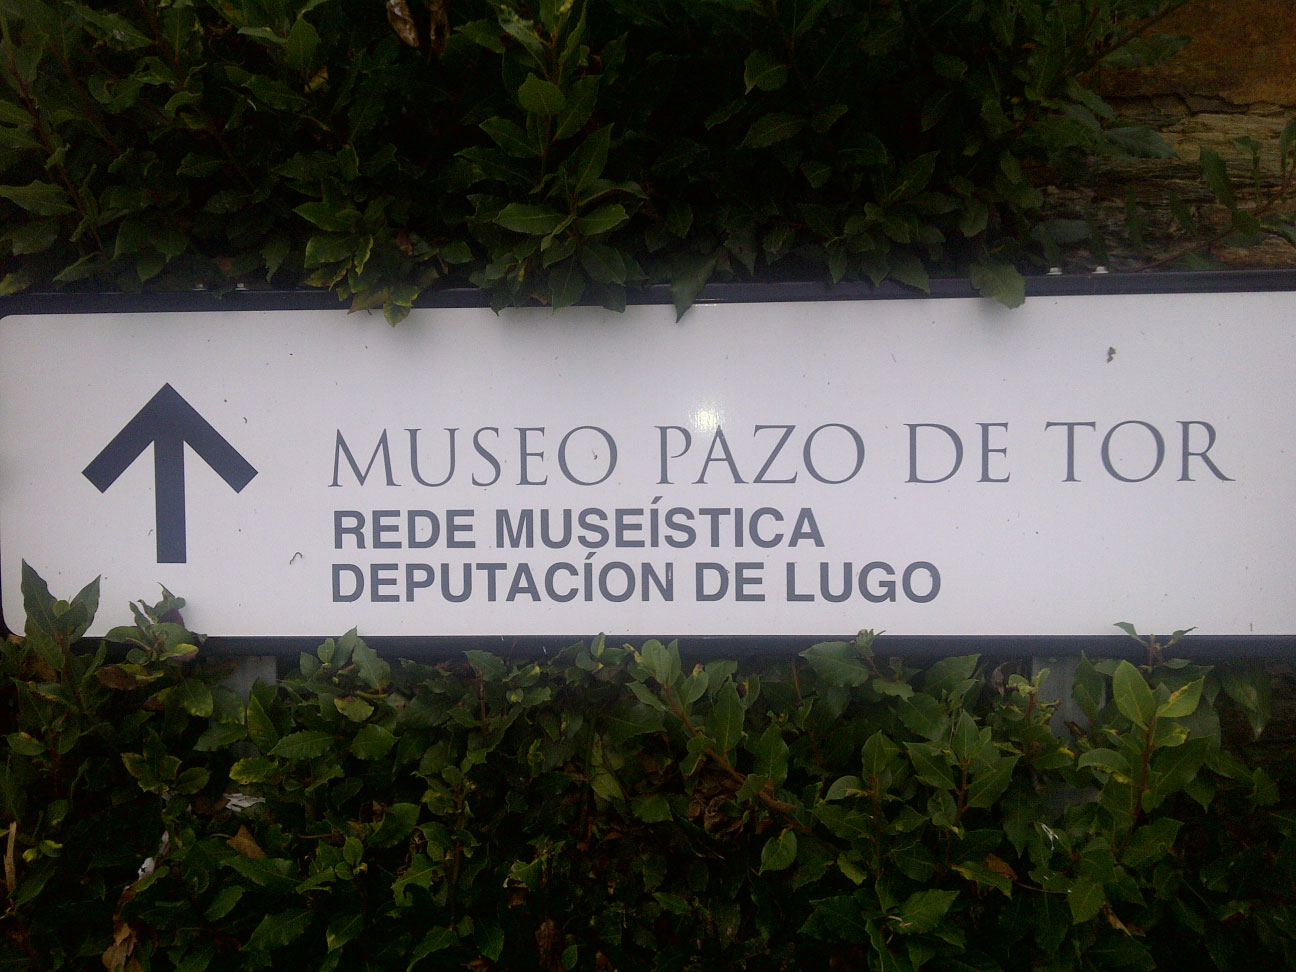 MUSEO PAZO DE TOR
REDE MUSEÍSTICA
DEPUTACÍON DE LUGO